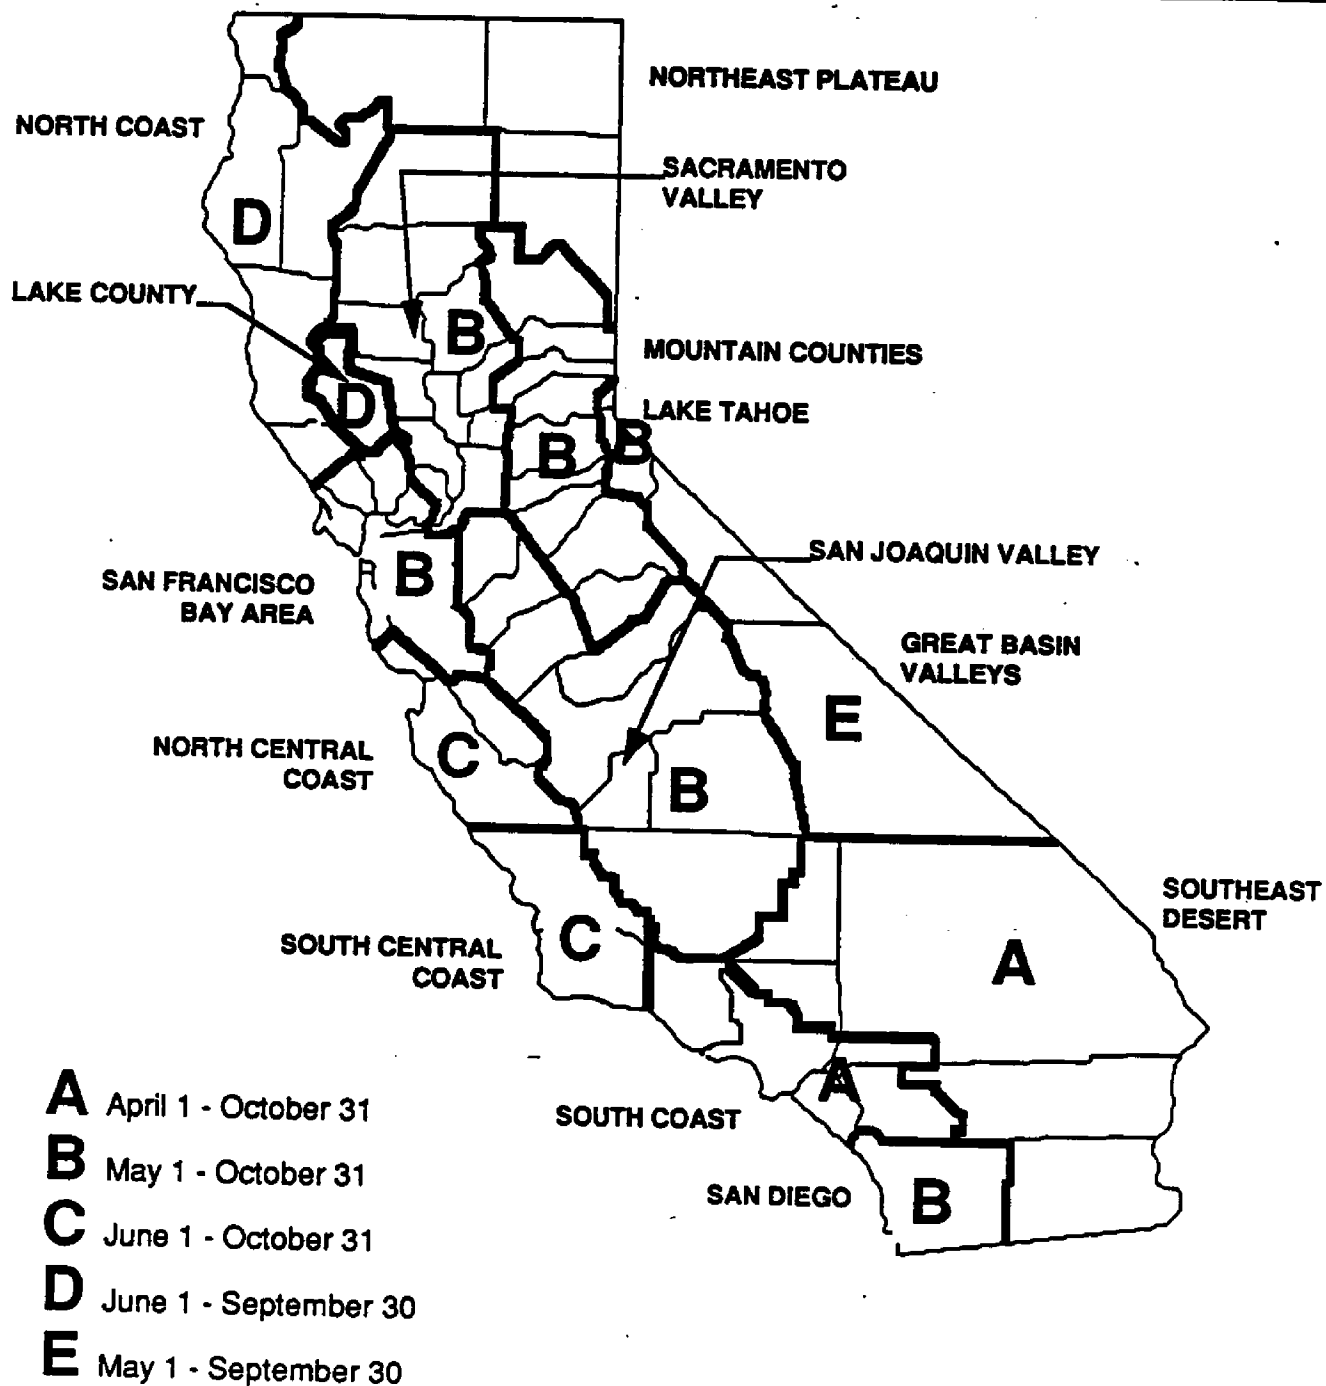 NORTHEAST PLATEAU
NORTH COAST
SACRAMENTO
VALLEY
D
LAKE COUNTY
B
MOUNTAIN COUNTIES
D
LAKE TAHOE
B
B
SAN JOAQUIN VALLEY
B
SAN FRANCISCO
BAY AREA
GREAT BASIN
VALLEYS
E
NORTH CENTRAL
COAST
C
B
SOUTHEAST
DESERT
SOUTH CENTRAL
COAST
C
A
A
SOUTH COAST
SAN DIEGO
B
A April 1 - October 31
B May 1 - October 31
C June 1 - October 31
D June 1 - September 30
E May 1 - September 30